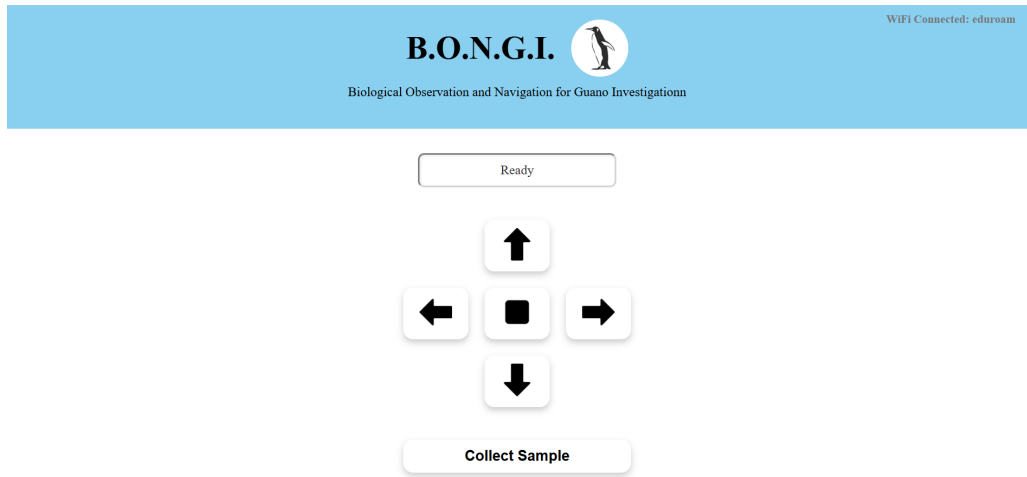 WiFi Connected: eduroam
B.O.N.G.I.
Biological Observation and Navigation for Guano Investigationn
Ready
Collect Sample